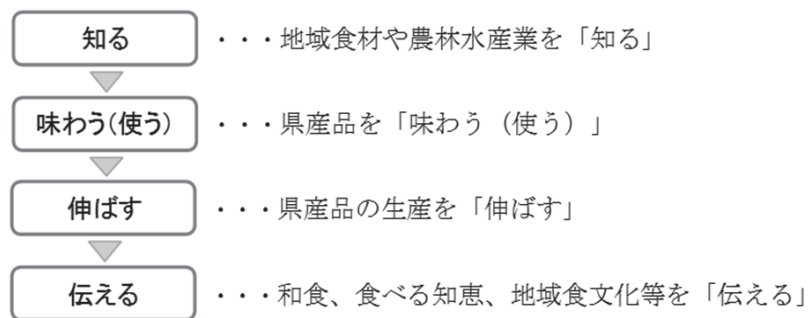 知る ・・・地域食材や農林水産業を「知る」
味わう(使う) ・・・県産品を「味わう（使う）」
伸ばす ・・・県産品の生産を「伸ばす」
伝える ・・・和食、食べる知恵、地域食文化等を「伝える」